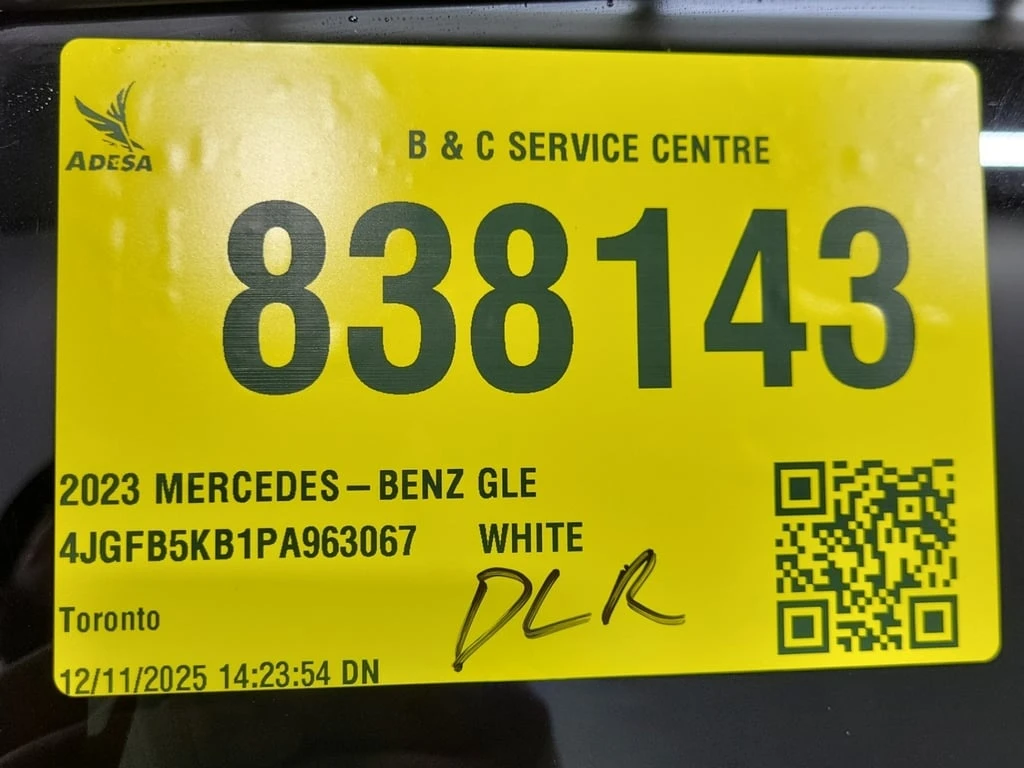 ADESA
B & C SERVICE CENTRE
838143
2023 MERCEDES-BENZ GLE
4JGFB5KB1PA963067 WHITE
DLR
Toronto
12/11/2025 14:23:54 DN